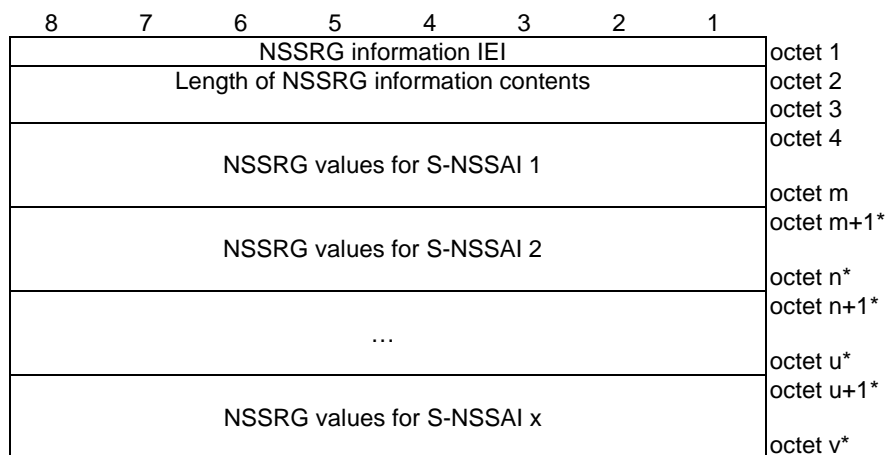 8 7 6 5 4 3 2 1
NSSRG information IEI octet 1
Length of NSSRG information contents octet 2
octet 3
octet 4
NSSRG values for S-NSSAI 1
octet m
octet m+1*
NSSRG values for S-NSSAI 2
octet n*
octet n+1*
…
octet u*
octet u+1*
NSSRG values for S-NSSAI x
octet v*